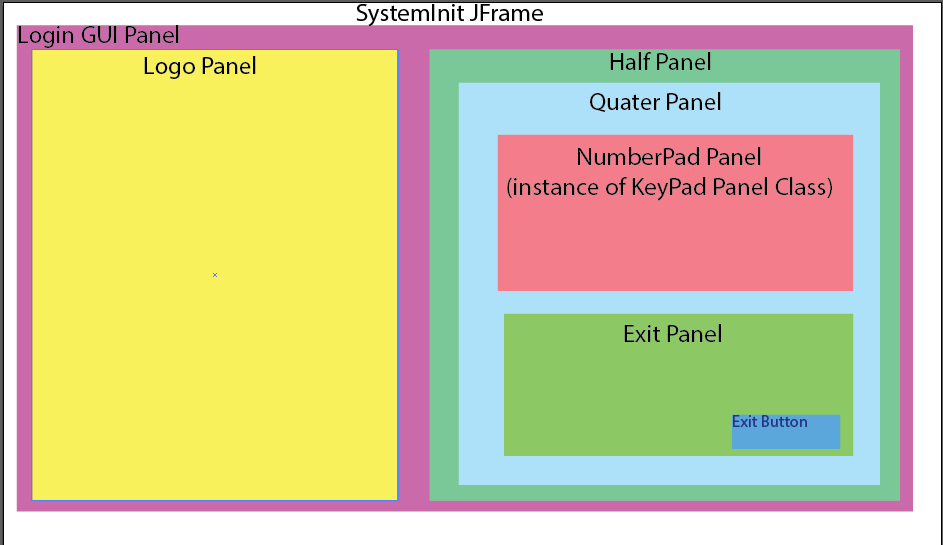 SystemInit JFrame
Login GUI Panel
Logo Panel
Half Panel
Quater Panel
NumberPad Panel
(instance of KeyPad Panel Class)
Exit Panel
Exit Button